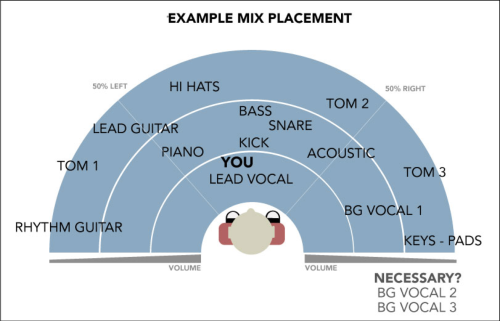 EXAMPLE MIX PLACEMENT
50% LEFT
50% RIGHT
HI HATS
TOM 2
BASS
SNARE
LEAD GUITAR
KICK
PIANO
ACOUSTIC
YOU
LEAD VOCAL
TOM 1
TOM 3
BG VOCAL 1
RHYTHM GUITAR
KEYS - PADS
VOLUME
VOLUME
NECESSARY?
BG VOCAL 2
BG VOCAL 3